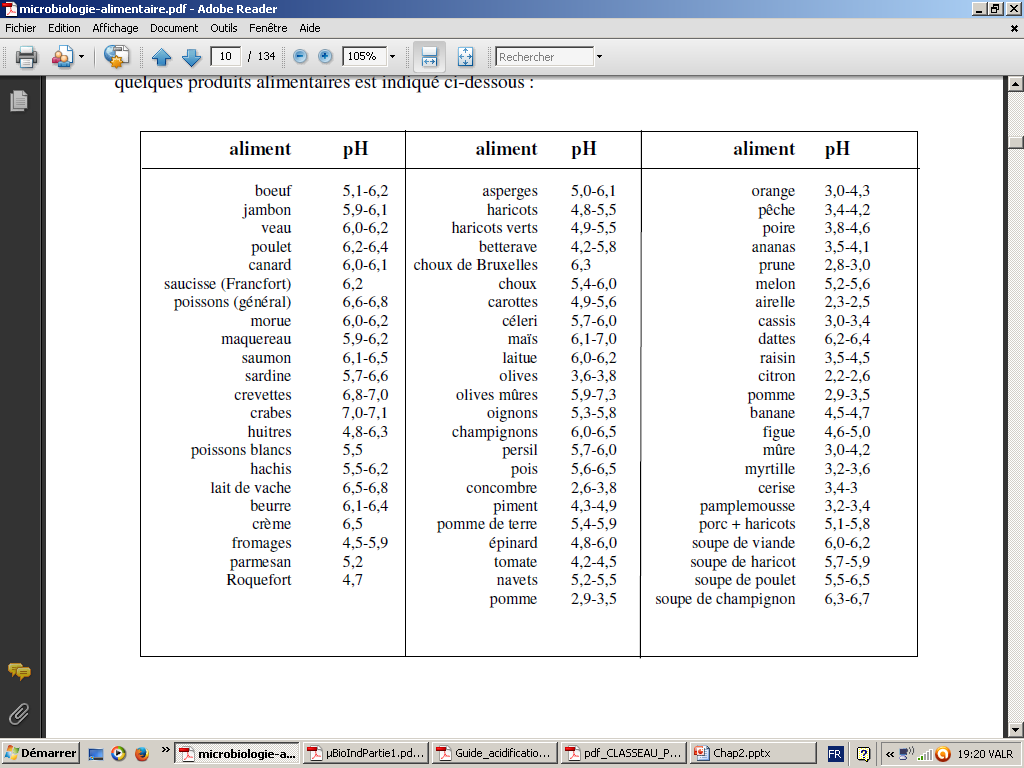 microbiologie-alimentaire.pdf - Adobe Reader
Fichier Edition Affichage Document Outils Fenêtre Aide
10 / 134 105% Rechercher
quelques produits alimentaires est indiqué ci-dessous :
aliment pH aliment pH aliment pH
boeuf 5,1-6,2 asperges 5,0-6,1 orange 3,0-4,3
jambon 5,9-6,1 haricots 4,8-5,5 pêche 3,4-4,2
veau 6,0-6,2 haricots verts 4,9-5,5 poire 3,8-4,6
poulet 6,2-6,4 betterave 4,2-5,8 ananas 3,5-4,1
canard 6,0-6,1 choux de Bruxelles 6,3 prune 2,8-3,0
saucisse (Francfort) 6,2 choux 5,4-6,0 melon 5,2-5,6
poissons (général) 6,6-6,8 carottes 4,9-5,6 airelle 2,3-2,5
morue 6,0-6,2 céleri 5,7-6,0 cassis 3,0-3,4
maquereau 5,9-6,2 maïs 6,1-7,0 dattes 6,2-6,4
saumon 6,1-6,5 laitue 6,0-6,2 raisin 3,5-4,5
sardine 5,7-6,6 olives 3,6-3,8 citron 2,2-2,6
crevettes 6,8-7,0 olives mûres 5,9-7,3 pomme 2,9-3,5
crabes 7,0-7,1 oignons 5,3-5,8 banane 4,5-4,7
huitres 4,8-6,3 champignons 6,0-6,5 figue 4,6-5,0
poissons blancs 5,5 persil 5,7-6,0 mûre 3,0-4,2
hachis 5,5-6,2 pois 5,6-6,5 myrtille 3,2-3,6
lait de vache 6,5-6,8 concombre 2,6-3,8 cerise 3,4-3
beurre 6,1-6,4 piment 4,3-4,9 pamplemousse 3,2-3,4
crème 6,5 pomme de terre 5,4-5,9 porc + haricots 5,1-5,8
fromages 4,5-5,9 épinard 4,8-6,0 soupe de viande 6,0-6,2
parmesan 5,2 tomate 4,2-4,5 soupe de haricot 5,7-5,9
Roquefort 4,7 navets 5,2-5,5 soupe de poulet 5,5-6,5
pomme 2,9-3,5 soupe de champignon 6,3-6,7
Démarrer » microbiologie-a... µBioIndPartie1.pd... Guide_acidificatio... pdf_CLASSEAU_P... Chap2.pptx FR « 19:20 VALR